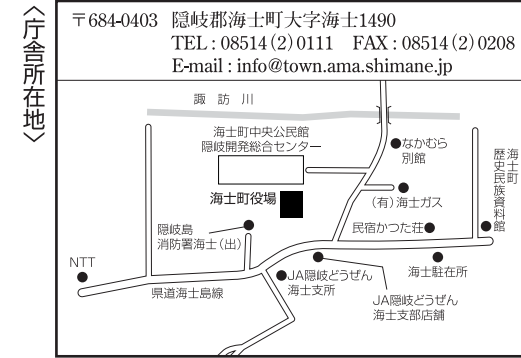 〈庁舎所在地〉
〒684-0403 隠岐郡海士町大字海士1490
TEL : 08514(2)0111 FAX : 08514(2)0208
E-mail : info@town.ama.shimane.jp
諏訪川
海士町中央公民館
隠岐開発総合センター
なかむら
別館
海士町
歴史民族資料館
海士町役場
(有)海士ガス
隠岐島
消防署海士(出)
民宿かつた荘
NTT
県道海士島線
JA隠岐どうぜん
海士支所
海士駐在所
JA隠岐どうぜん
海士支部店舗